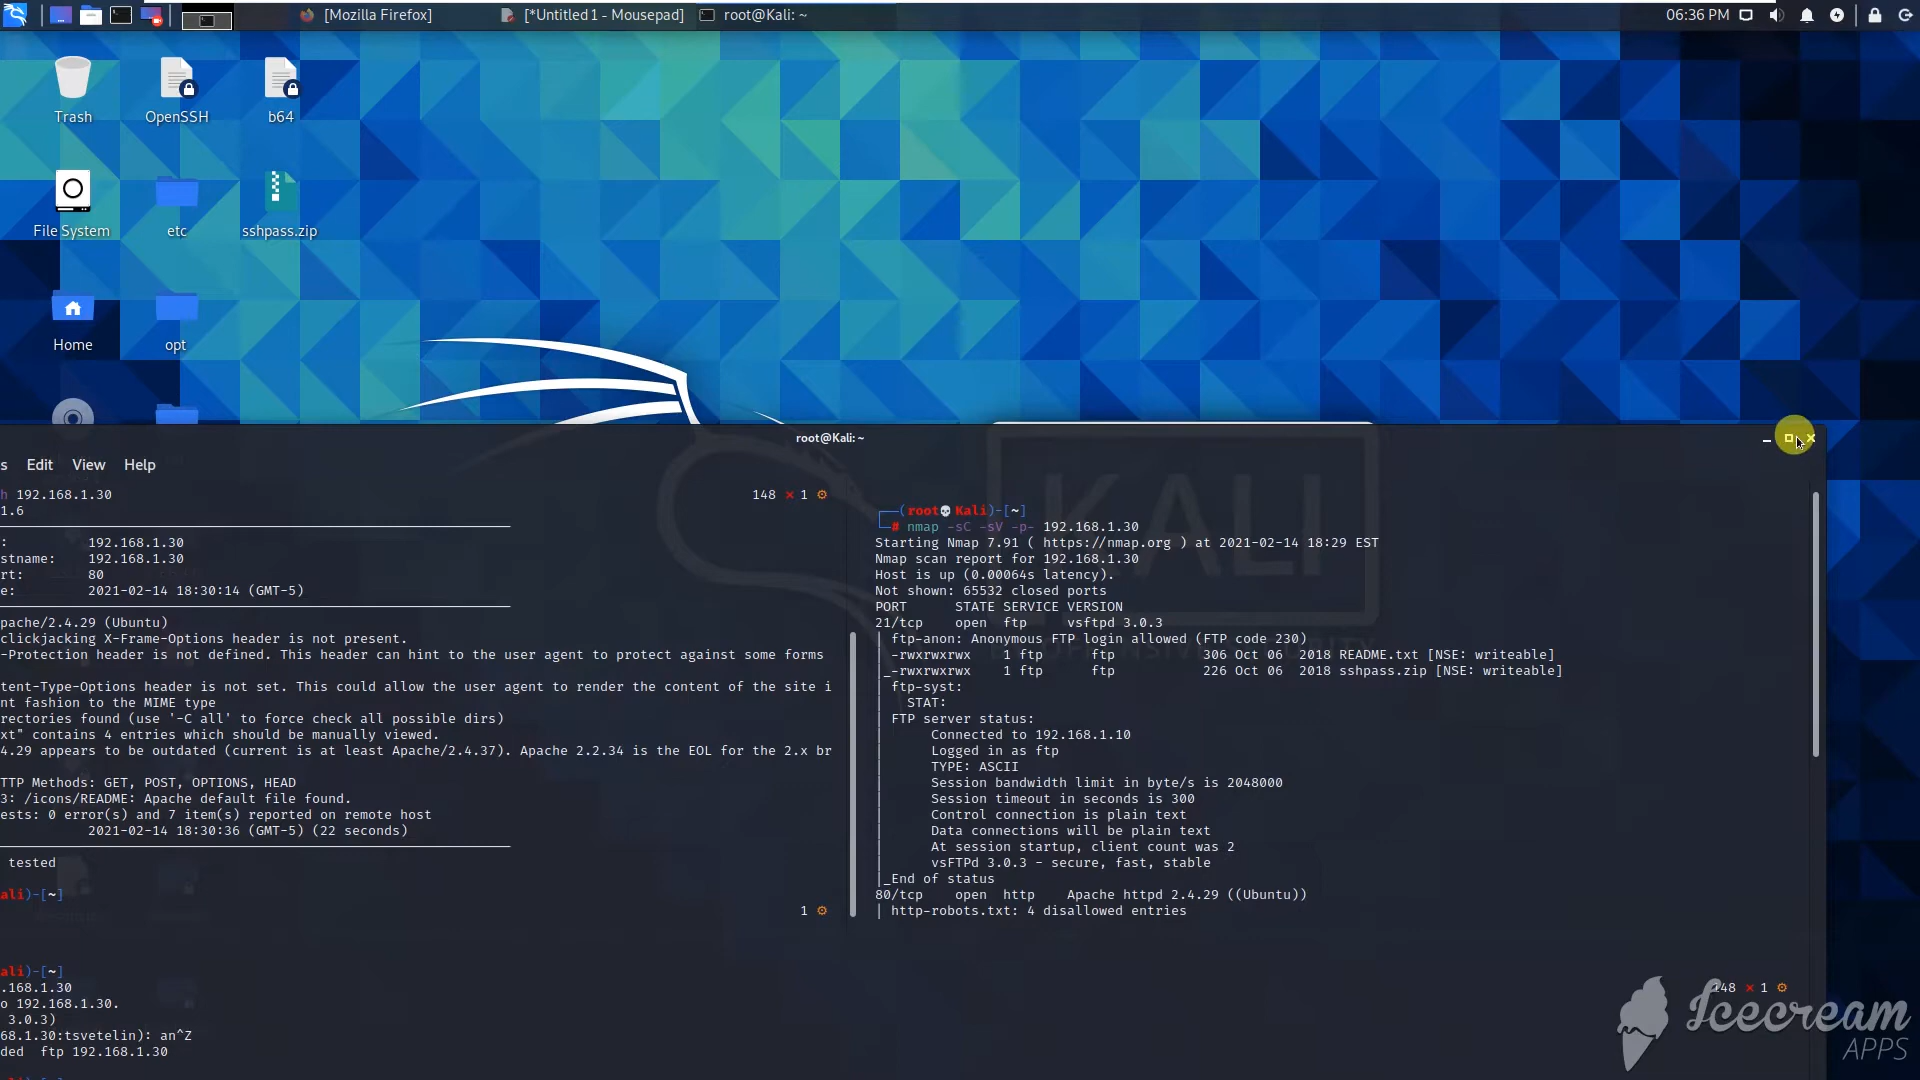 [Mozilla Firefox]
[*Untitled 1 - Mousepad]
root@Kali: ~
06:36 PM
Trash
OpenSSH
b64
File System
etc
sshpass.zip
Home
opt
KALI
root@Kali: ~
s Edit View Help
h 192.168.1.30
148 × 1
1.6
: 192.168.1.30
stname: 192.168.1.30
rt: 80
e: 2021-02-14 18:30:14 (GMT-5)
pache/2.4.29 (Ubuntu)
clickjacking X-Frame-Options header is not present.
-Protection header is not defined. This header can hint to the user agent to protect against some forms
tent-Type-Options header is not set. This could allow the user agent to render the content of the site i
nt fashion to the MIME type
rectories found (use '-C all' to force check all possible dirs)
xt" contains 4 entries which should be manually viewed.
4.29 appears to be outdated (current is at least Apache/2.4.37). Apache 2.2.34 is the EOL for the 2.x br
TTP Methods: GET, POST, OPTIONS, HEAD
3: /icons/README: Apache default file found.
ests: 0 error(s) and 7 item(s) reported on remote host
2021-02-14 18:30:36 (GMT-5) (22 seconds)
tested
ali)-[~]
1
ali)-[~]
.168.1.30
o 192.168.1.30.
3.0.3)
68.1.30:tsvetelin): an^Z
ded  ftp 192.168.1.30
(root💀Kali)-[~]
# nmap -sC -sV -p- 192.168.1.30
Starting Nmap 7.91 ( https://nmap.org ) at 2021-02-14 18:29 EST
Nmap scan report for 192.168.1.30
Host is up (0.00064s latency).
Not shown: 65532 closed ports
PORT STATE SERVICE VERSION
21/tcp open ftp vsftpd 3.0.3
| ftp-anon: Anonymous FTP login allowed (FTP code 230)
| -rwxrwxrwx 1 ftp ftp 306 Oct 06 2018 README.txt [NSE: writeable]
|_-rwxrwxrwx 1 ftp ftp 226 Oct 06 2018 sshpass.zip [NSE: writeable]
| ftp-syst:
| STAT:
| FTP server status:
| Connected to 192.168.1.10
| Logged in as ftp
| TYPE: ASCII
| Session bandwidth limit in byte/s is 2048000
| Session timeout in seconds is 300
| Control connection is plain text
| Data connections will be plain text
| At session startup, client count was 2
| vsFTPd 3.0.3 - secure, fast, stable
|_End of status
80/tcp open http Apache httpd 2.4.29 ((Ubuntu))
| http-robots.txt: 4 disallowed entries
148 × 1
Icecream
APPS